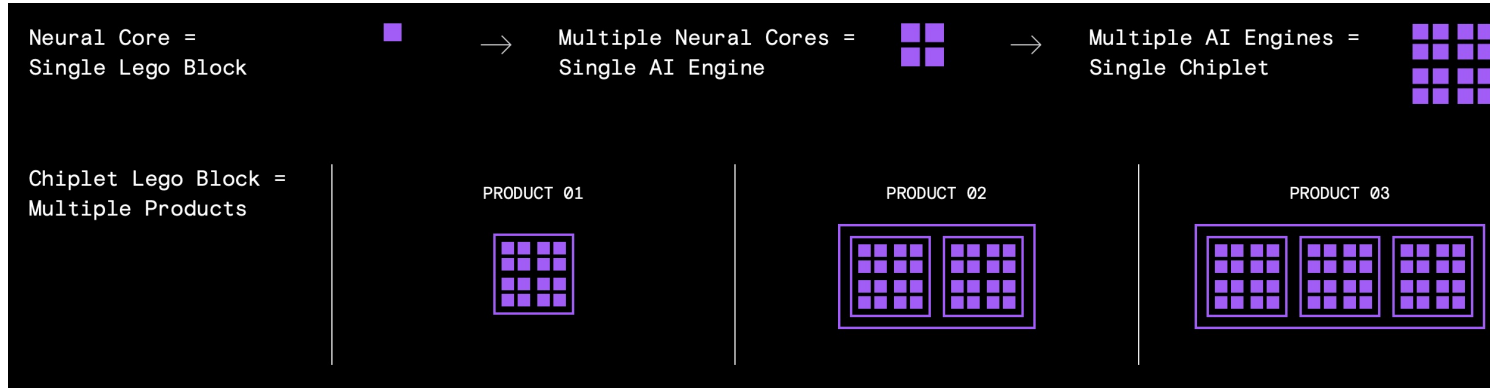 Neural Core =
Single Lego Block
Multiple Neural Cores =
Single AI Engine
Multiple AI Engines =
Single Chiplet
Chiplet Lego Block =
Multiple Products
PRODUCT 01
PRODUCT 02
PRODUCT 03